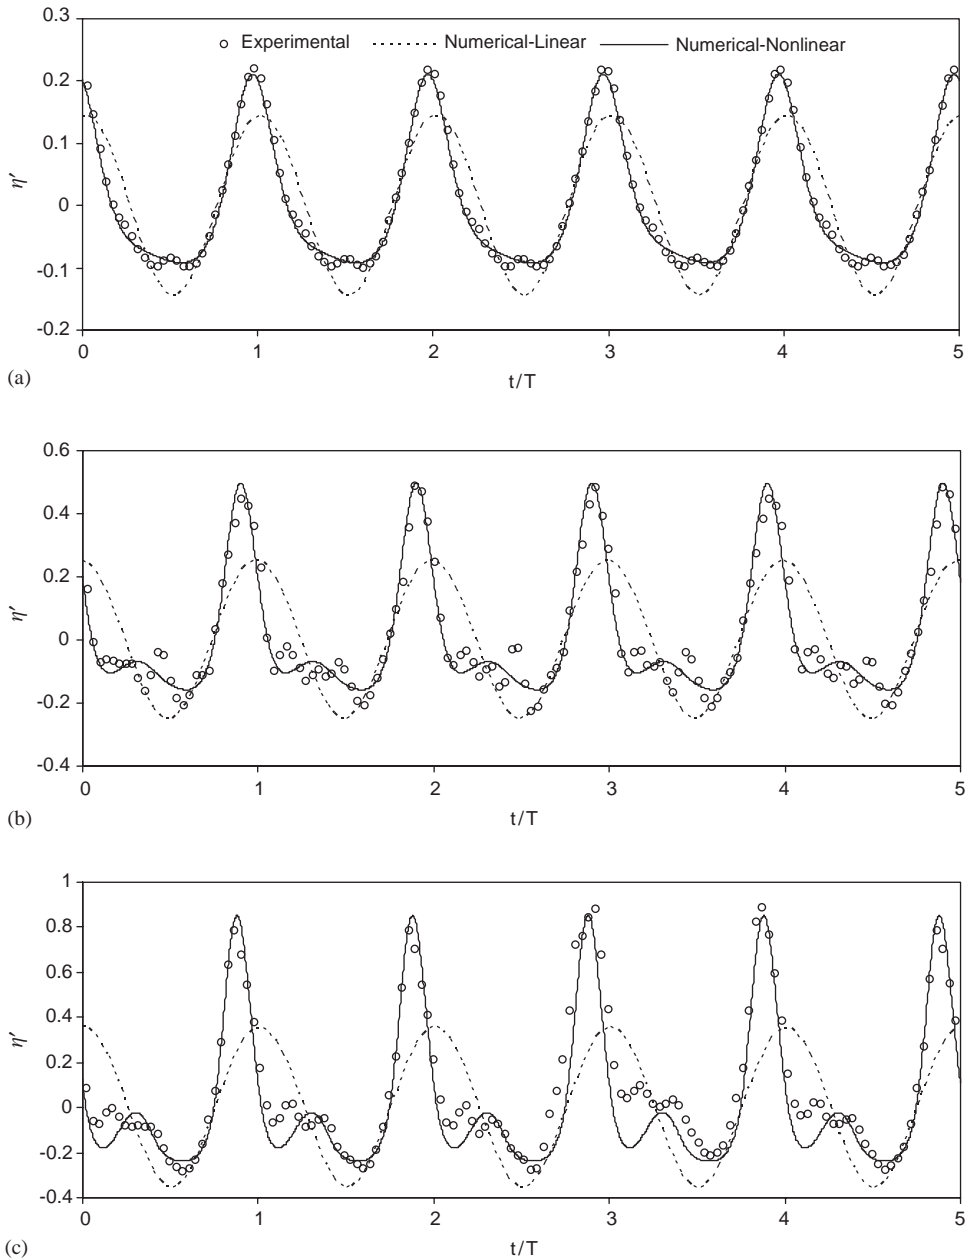 0.3
Experimental Numerical-Linear Numerical-Nonlinear
0.2
0.1
η′
0
-0.1
-0.2
0 1 2 3 4 5
(a)
t/T
0.6
0.4
0.2
η′
0
-0.2
-0.4
0 1 2 3 4 5
(b)
t/T
1
0.8
0.6
0.4
η′
0.2
0
-0.2
-0.4
0 1 2 3 4 5
(c)
t/T